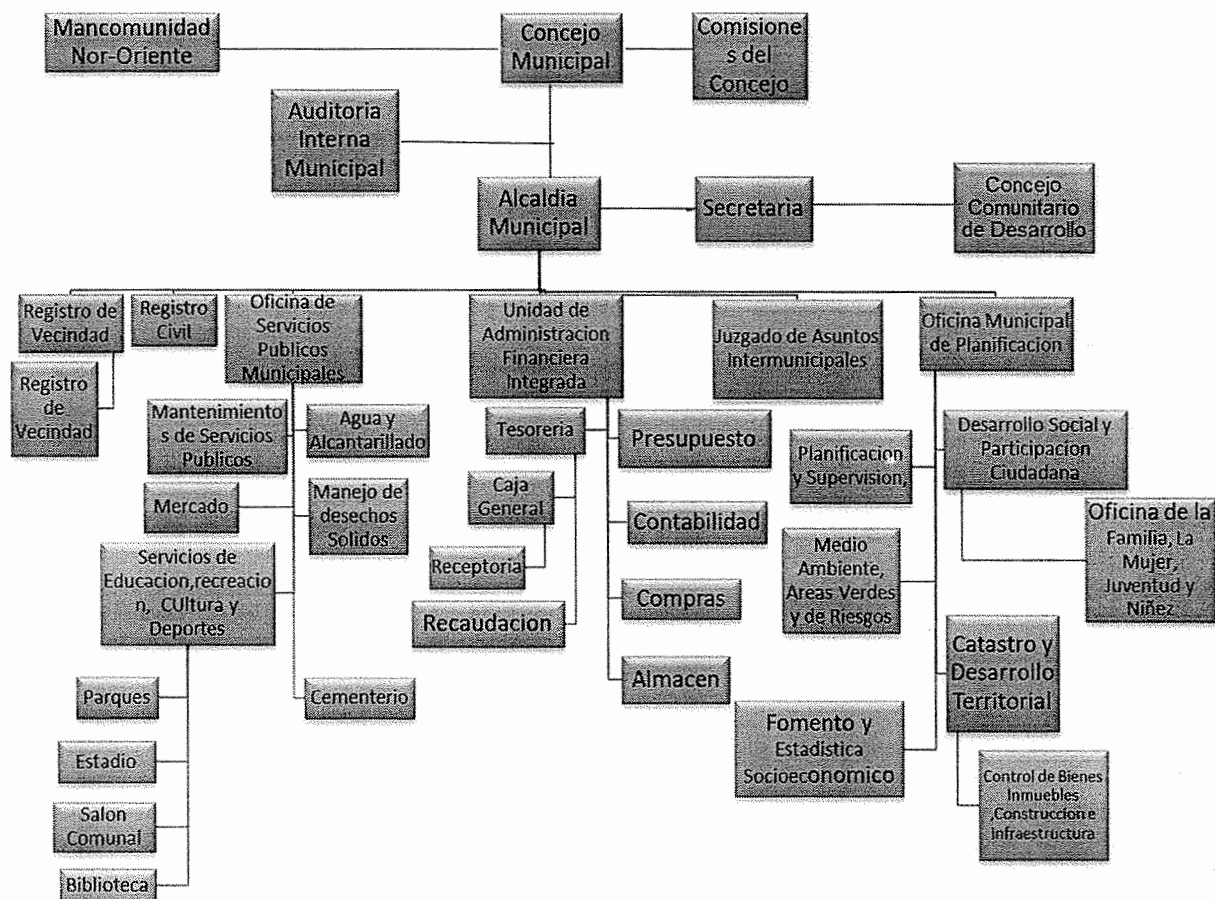 Mancomunidad
Nor-Oriente
Concejo
Municipal
Comisione
s del
Concejo
Auditoria
Interna
Municipal
Alcaldia
Municipal
Secretaria
Concejo
Comunitario
de Desarrollo
Registro de
Vecindad
Registro
Civil
Oficina de
Servicios
Publicos
Municipales
Unidad de
Administracion
Financiera
Integrada
Juzgado de Asuntos
Intermunicipales
Oficina Municipal
de Planificacion
Registro
de
Vecindad
Mantenimiento
s de Servicios
Publicos
Agua y
Alcantarillado
Mercado
Manejo de
desechos
Solidos
Servicios de
Educacion,recreacio
n, CUltura y
Deportes
Cementerio
Parques
Estadio
Salon
Comunal
Biblioteca
Tesoreria
Presupuesto
Caja
General
Contabilidad
Receptoria
Compras
Recaudacion
Almacen
Planificacion
y Supervision,
Desarrollo Social y
Participacion
Ciudadana
Oficina de la
Familia, La
Mujer,
Juventud y
Niñez
Medio
Ambiente,
Areas Verdes
y de Riesgos
Catastro y
Desarrollo
Territorial
Fomento y
Estadistica
Socioeconomico
Control de Bienes
Inmuebles
,Construccion e
infraestructura